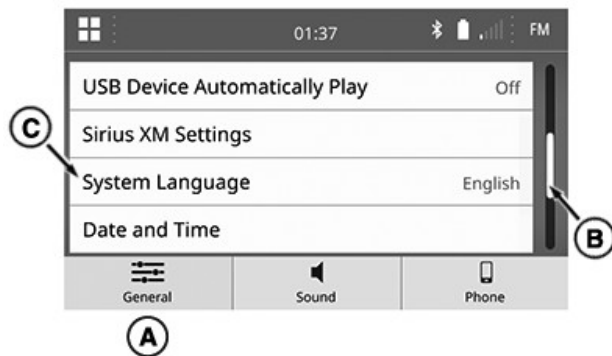 01:37 FM
USB Device Automatically Play Off
C
Sirius XM Settings
System Language English
B
Date and Time
General Sound Phone
A